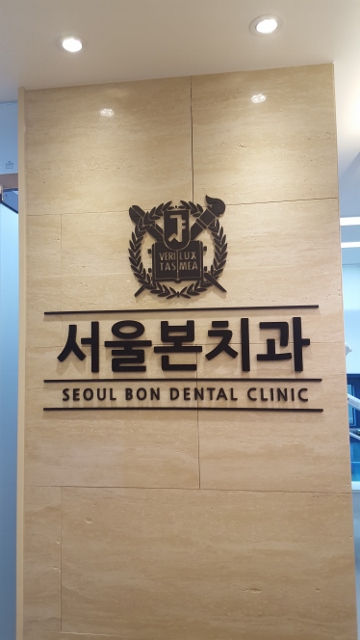 VERI LUX
TAS MEA
서울본치과
SEOUL BON DENTAL CLINIC